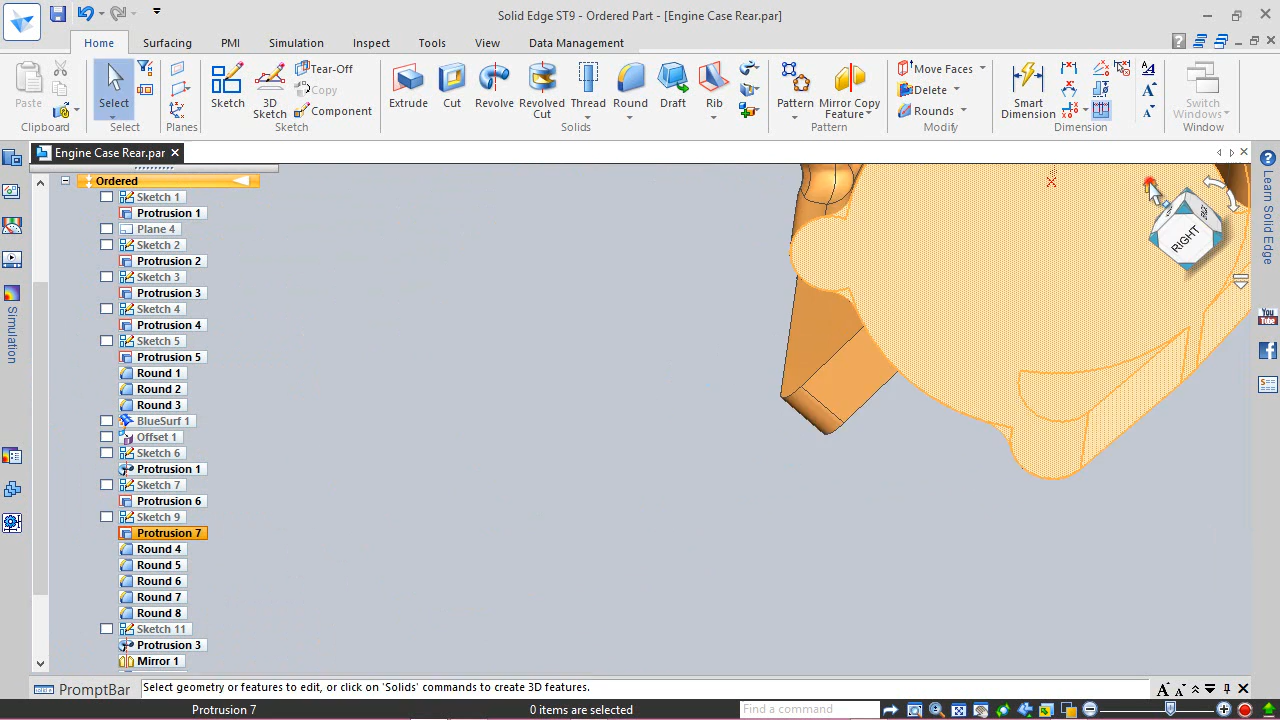 Solid Edge ST9 - Ordered Part - [Engine Case Rear.par]
Home Surfacing PMI Simulation Inspect Tools View Data Management
Paste
Clipboard
Select
Select
Planes
Sketch
3D Sketch
Tear-Off
Copy
Component
Sketch
Extrude
Cut
Revolve
Revolved Cut
Thread
Round
Draft
Rib
Solids
Pattern
Mirror Copy Feature
Pattern
Move Faces
Delete
Rounds
Modify
Smart Dimension
Dimension
Switch Windows
Window
Engine Case Rear.par
Ordered
Sketch 1
Protrusion 1
Plane 4
Sketch 2
Protrusion 2
Sketch 3
Protrusion 3
Sketch 4
Protrusion 4
Sketch 5
Protrusion 5
Round 1
Round 2
Round 3
BlueSurf 1
Offset 1
Sketch 6
Protrusion 1
Sketch 7
Protrusion 6
Sketch 9
Protrusion 7
Round 4
Round 5
Round 6
Round 7
Round 8
Sketch 11
Protrusion 3
Mirror 1
Simulation
RIGHT
Learn Solid Edge
You Tube
PromptBar
Select geometry or features to edit, or click on 'Solids' commands to create 3D features.
Protrusion 7
0 items are selected
Find a command